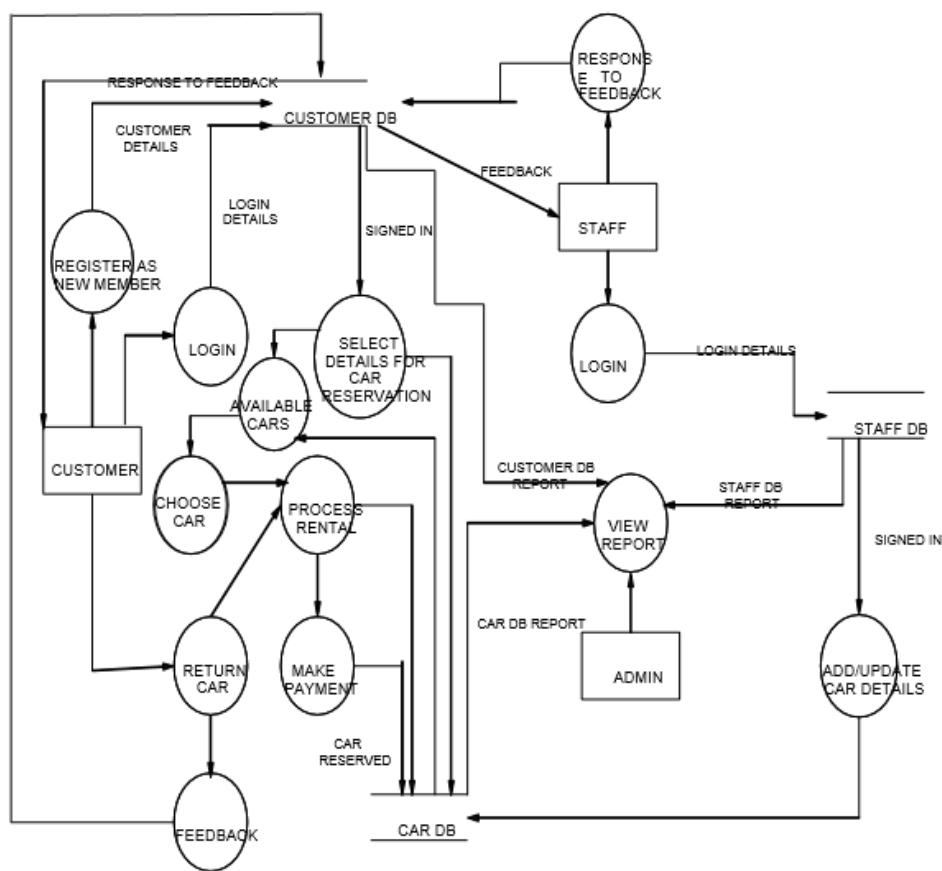 RESPONS
E TO
FEEDBACK
RESPONSE TO FEEDBACK
CUSTOMER DB
CUSTOMER
DETAILS
FEEDBACK
LOGIN
DETAILS
SIGNED IN
STAFF
REGISTER AS
NEW MEMBER
LOGIN
SELECT
DETAILS FOR
CAR
RESERVATION
LOGIN
LOGIN DETAILS
AVAILABLE
CARS
STAFF DB
CUSTOMER
CUSTOMER DB
REPORT
STAFF DB
REPORT
CHOOSE
CAR
PROCESS
RENTAL
VIEW
REPORT
SIGNED IN
CAR DB REPORT
RETURN
CAR
MAKE
PAYMENT
ADMIN
ADD/UPDATE
CAR DETAILS
CAR
RESERVED
FEEDBACK
CAR DB